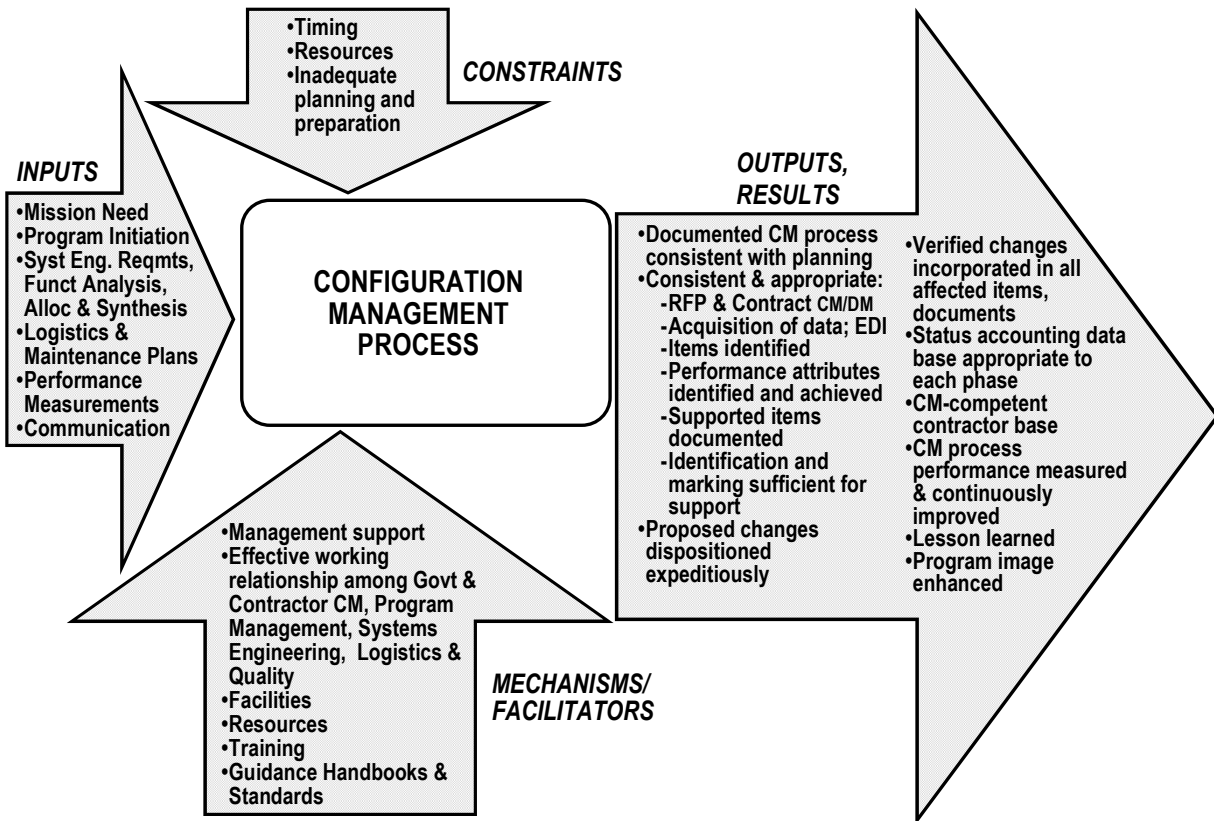 •Timing
•Resources
•Inadequate
planning and
preparation
CONSTRAINTS
INPUTS
•Mission Need
•Program Initiation
•Syst Eng. Reqmts,
Funct Analysis,
Alloc & Synthesis
•Logistics &
Maintenance Plans
•Performance
Measurements
•Communication
CONFIGURATION
MANAGEMENT
PROCESS
OUTPUTS,
RESULTS
•Documented CM process
consistent with planning
•Consistent & appropriate:
-RFP & Contract CM/DM
-Acquisition of data; EDI
-Items identified
-Performance attributes
identified and achieved
-Supported items
documented
-Identification and
marking sufficient for
support
•Proposed changes
dispositioned
expeditiously
•Verified changes
incorporated in all
affected items,
documents
•Status accounting data
base appropriate to
each phase
•CM-competent
contractor base
•CM process
performance measured
& continuously
improved
•Lesson learned
•Program image
enhanced
•Management support
•Effective working
relationship among Govt &
Contractor CM, Program
Management, Systems
Engineering, Logistics &
Quality
•Facilities
•Resources
•Training
•Guidance Handbooks &
Standards
MECHANISMS/
FACILITATORS